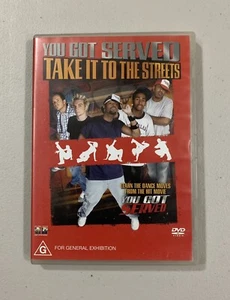 YOU GOT SERVED
TAKE IT TO THE STREETS
LEARN THE DANCE MOVES
FROM THE HIT MOVIE
YOU GOT
SERVED
G
FOR GENERAL EXHIBITION
DVD